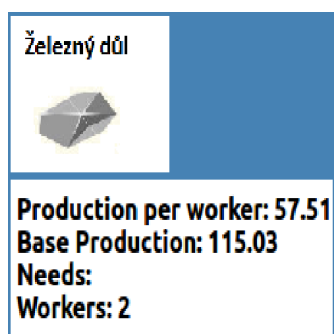 Železný důl
Production per worker: 57.51
Base Production: 115.03
Needs:
Workers: 2